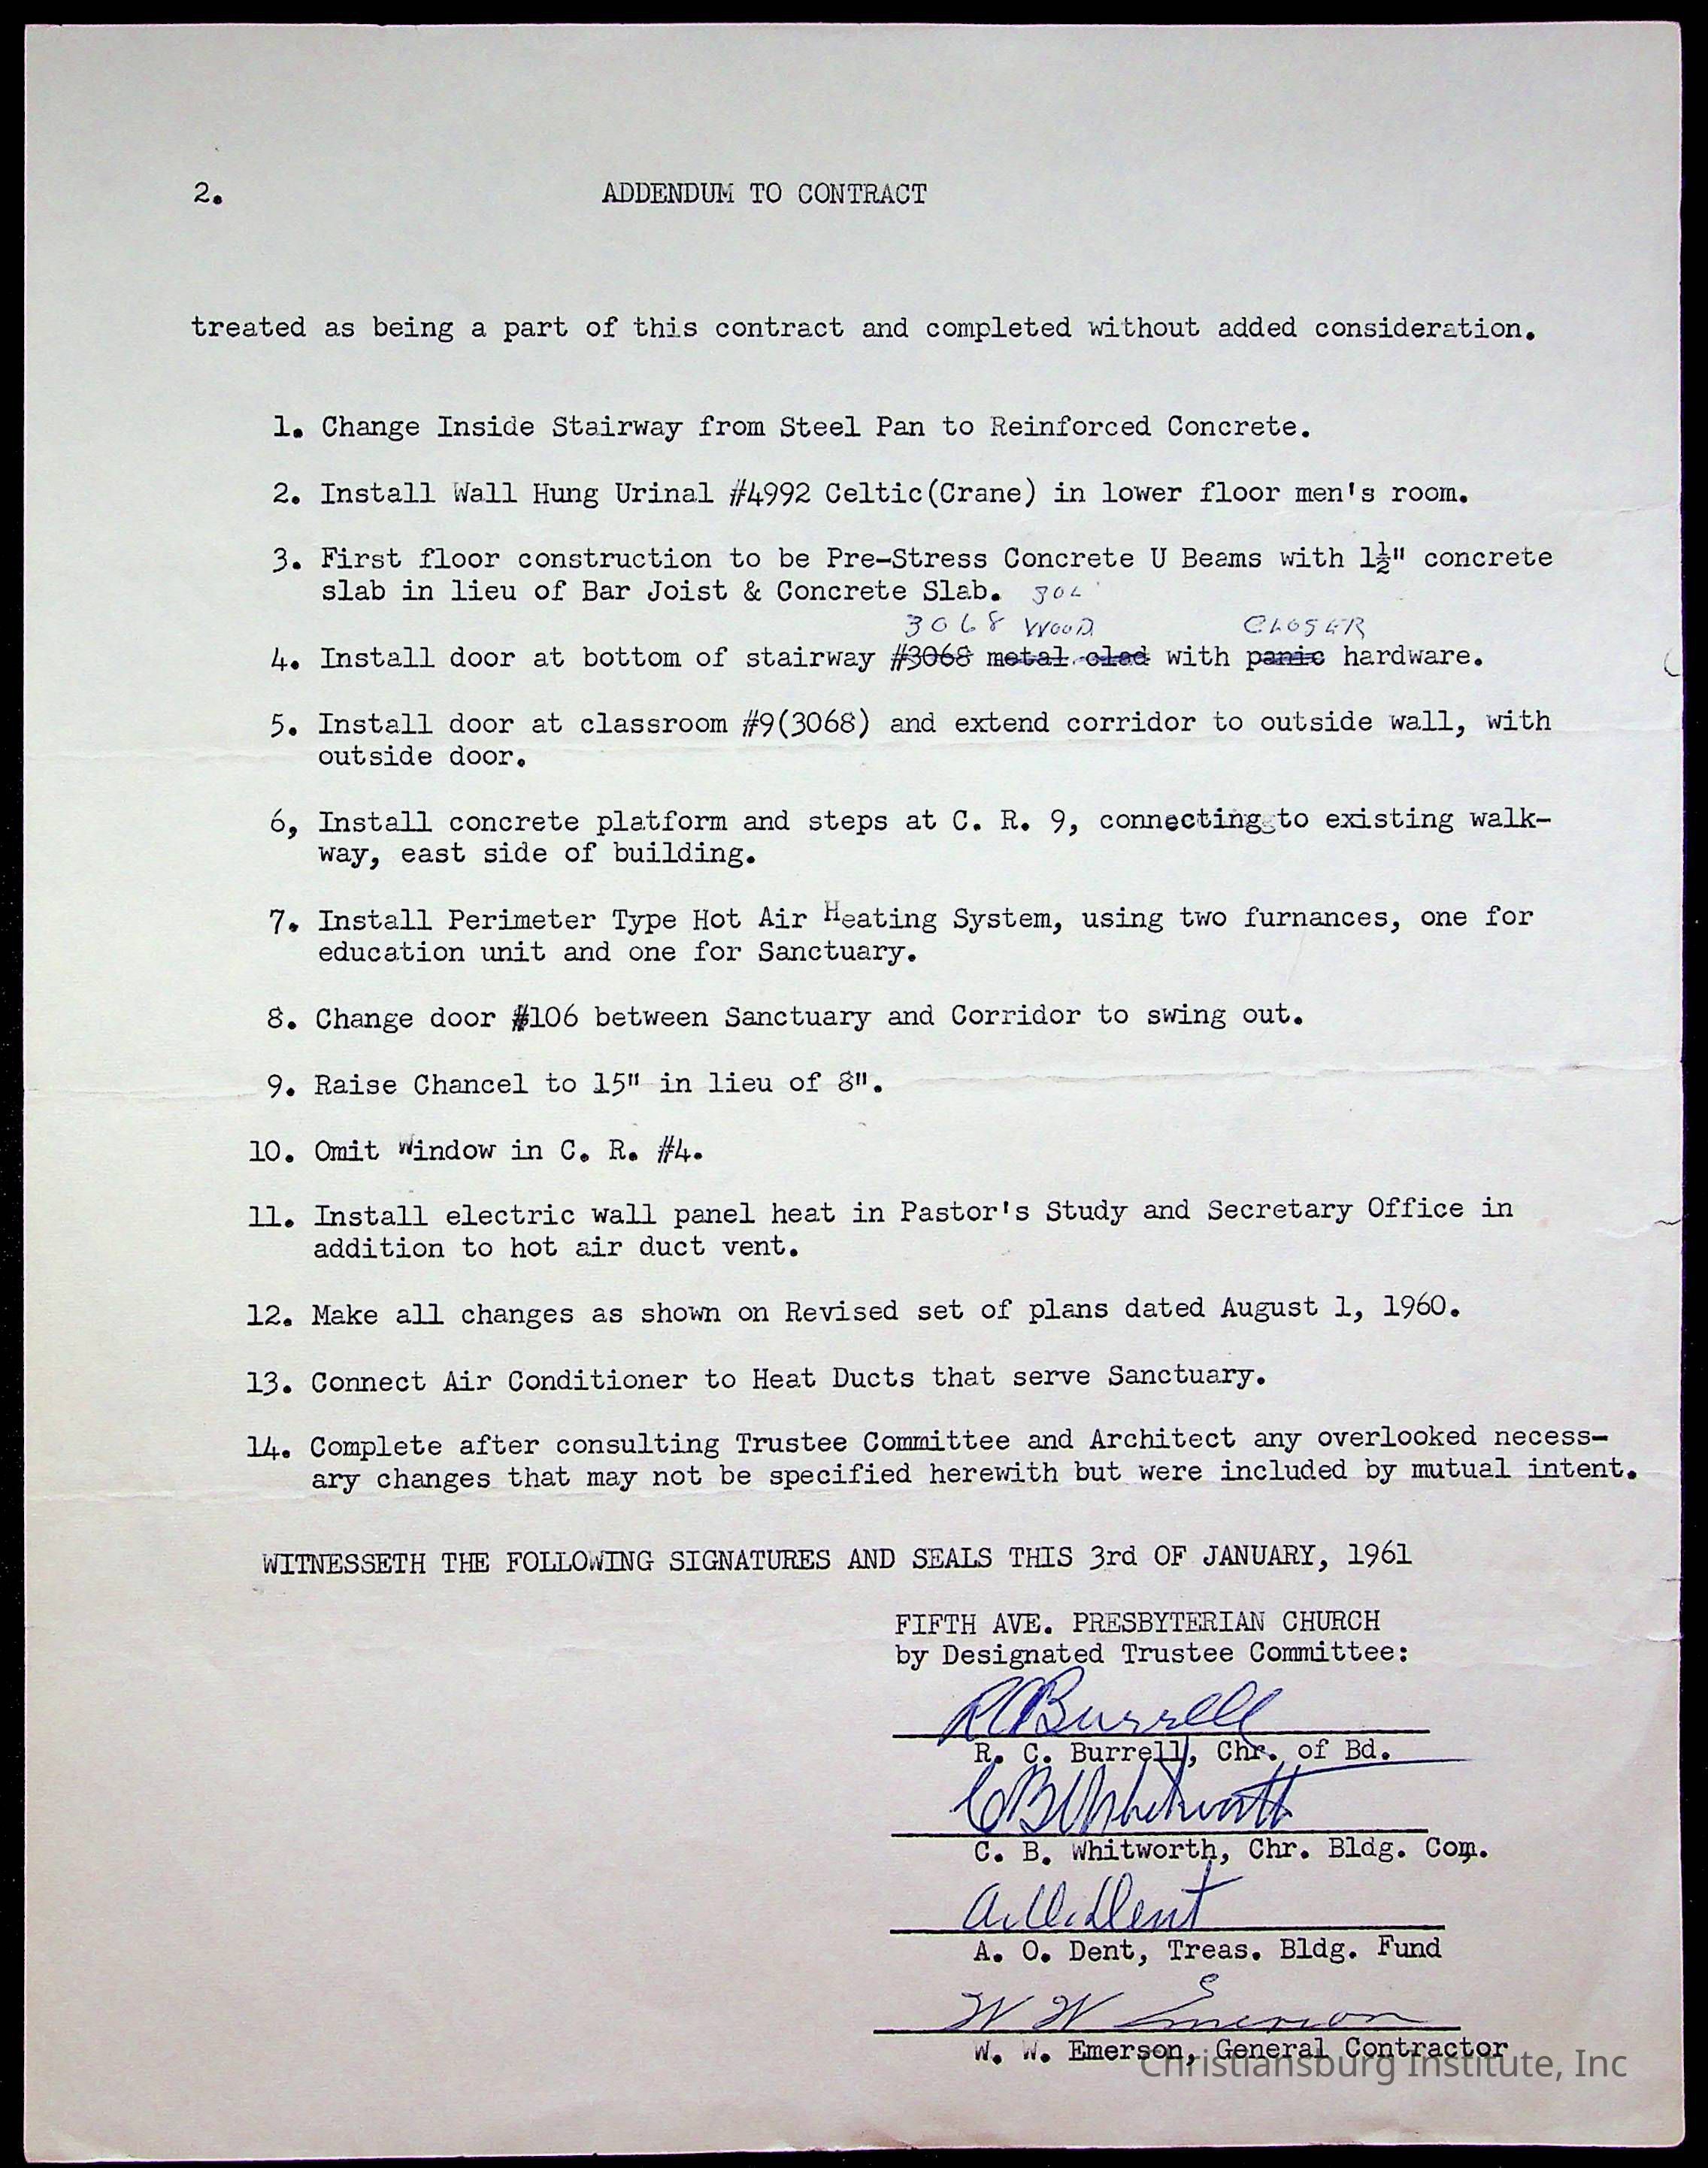 2. ADDENDUM TO CONTRACT
treated as being a part of this contract and completed without added consideration.
1. Change Inside Stairway from Steel Pan to Reinforced Concrete.
2. Install Wall Hung Urinal #4992 Celtic(Crane) in lower floor men's room.
3. First floor construction to be Pre-Stress Concrete U Beams with 1½" concrete
slab in lieu of Bar Joist & Concrete Slab. 306
3068 WOOD CLOSER
4. Install door at bottom of stairway #3068 metal clad with panic hardware.
5. Install door at classroom #9(3068) and extend corridor to outside wall, with
outside door.
6, Install concrete platform and steps at C. R. 9, connecting to existing walk-
way, east side of building.
7. Install Perimeter Type Hot Air Heating System, using two furnances, one for
education unit and one for Sanctuary.
8. Change door #106 between Sanctuary and Corridor to swing out.
9. Raise Chancel to 15" in lieu of 8".
10. Omit Window in C. R. #4.
11. Install electric wall panel heat in Pastor's Study and Secretary Office in
addition to hot air duct vent.
12. Make all changes as shown on Revised set of plans dated August 1, 1960.
13. Connect Air Conditioner to Heat Ducts that serve Sanctuary.
14. Complete after consulting Trustee Committee and Architect any overlooked necess-
ary changes that may not be specified herewith but were included by mutual intent.
WITNESSETH THE FOLLOWING SIGNATURES AND SEALS THIS 3rd OF JANUARY, 1961
FIFTH AVE. PRESBYTERIAN CHURCH
by Designated Trustee Committee:
R C Burrell
R. C. Burrell, Chr. of Bd.
C B Whitworth
C. B. Whitworth, Chr. Bldg. Com.
A. O. Dent
A. O. Dent, Treas. Bldg. Fund
W W Emerson
W. W. Emerson, General Contractor
Christiansburg Institute, Inc